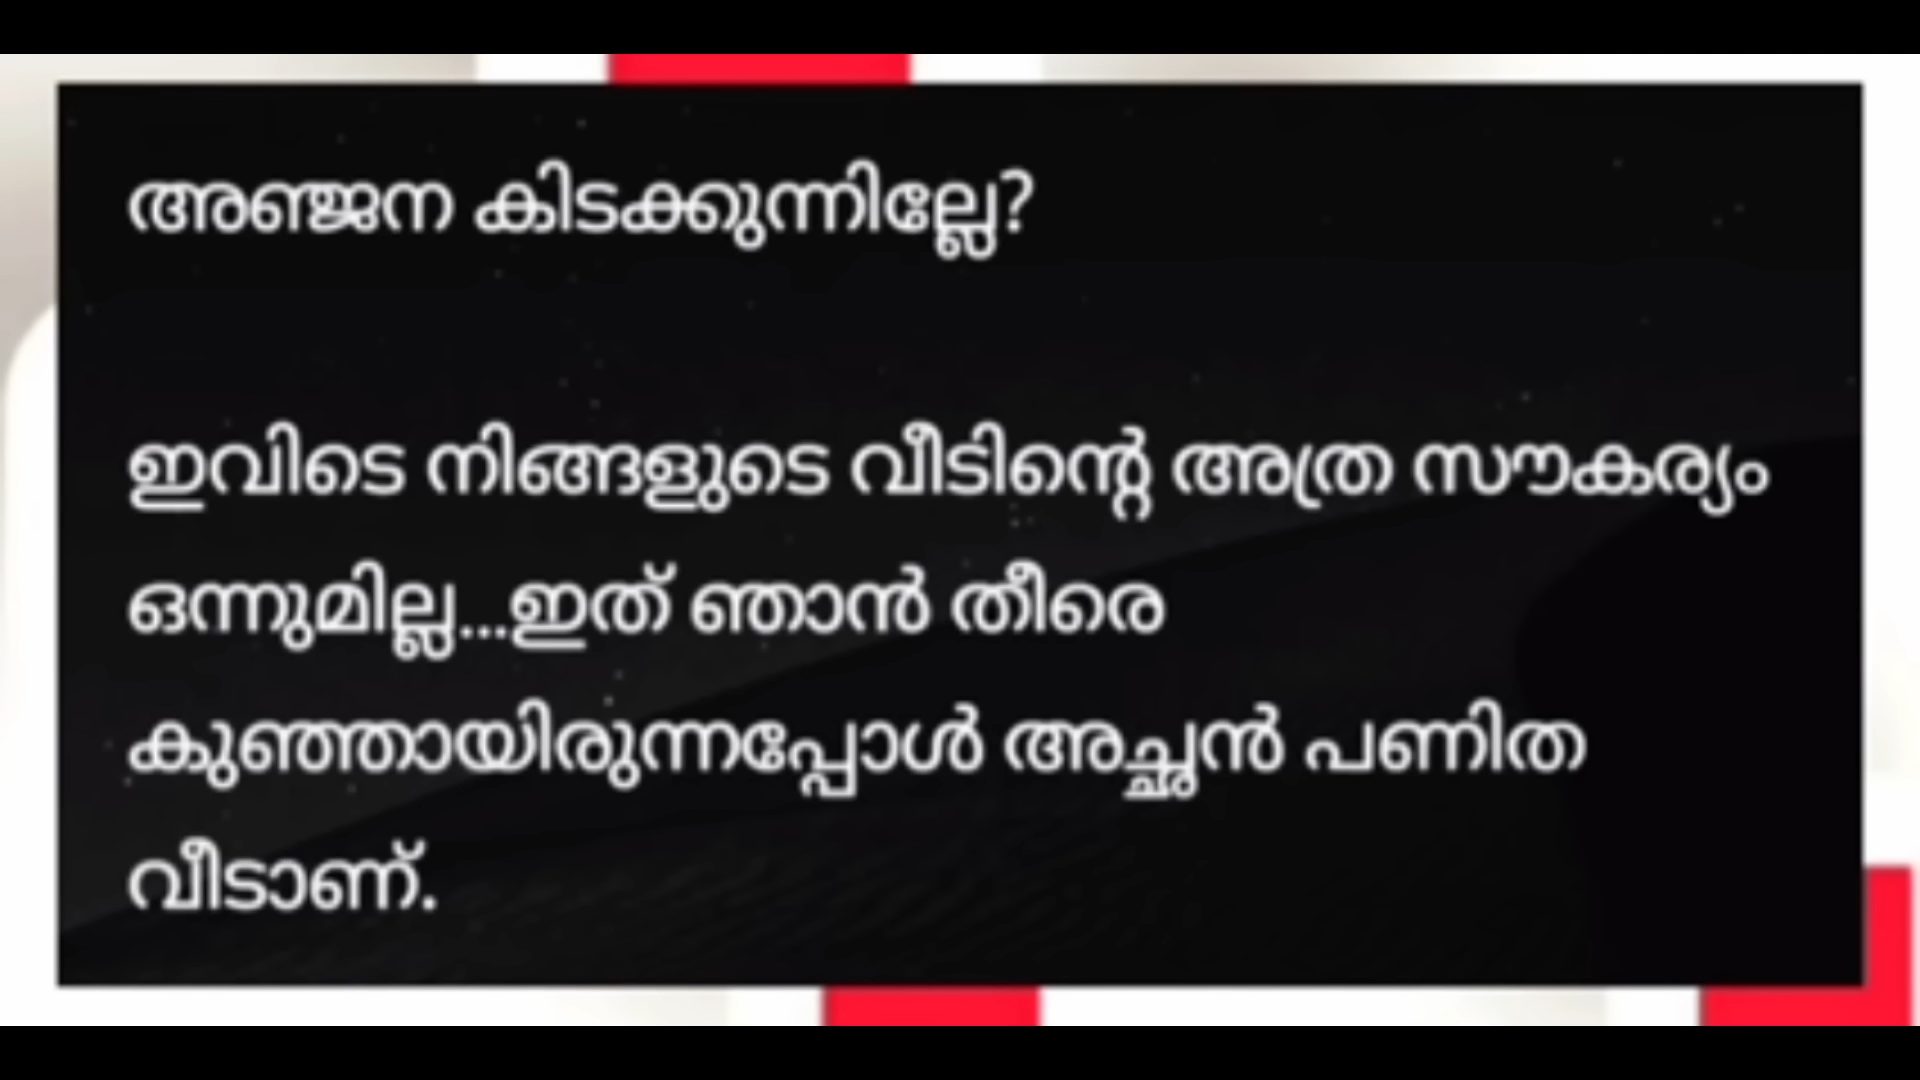 അഞ്ജന കിടക്കുന്നില്ലേ?
ഇവിടെ നിങ്ങളുടെ വീടിന്റെ അത്ര സൗകര്യം
ഒന്നുമില്ല...ഇത് ഞാൻ തീരെ
കുഞ്ഞായിരുന്നപ്പോൾ അച്ഛൻ പണിത
വീടാണ്.